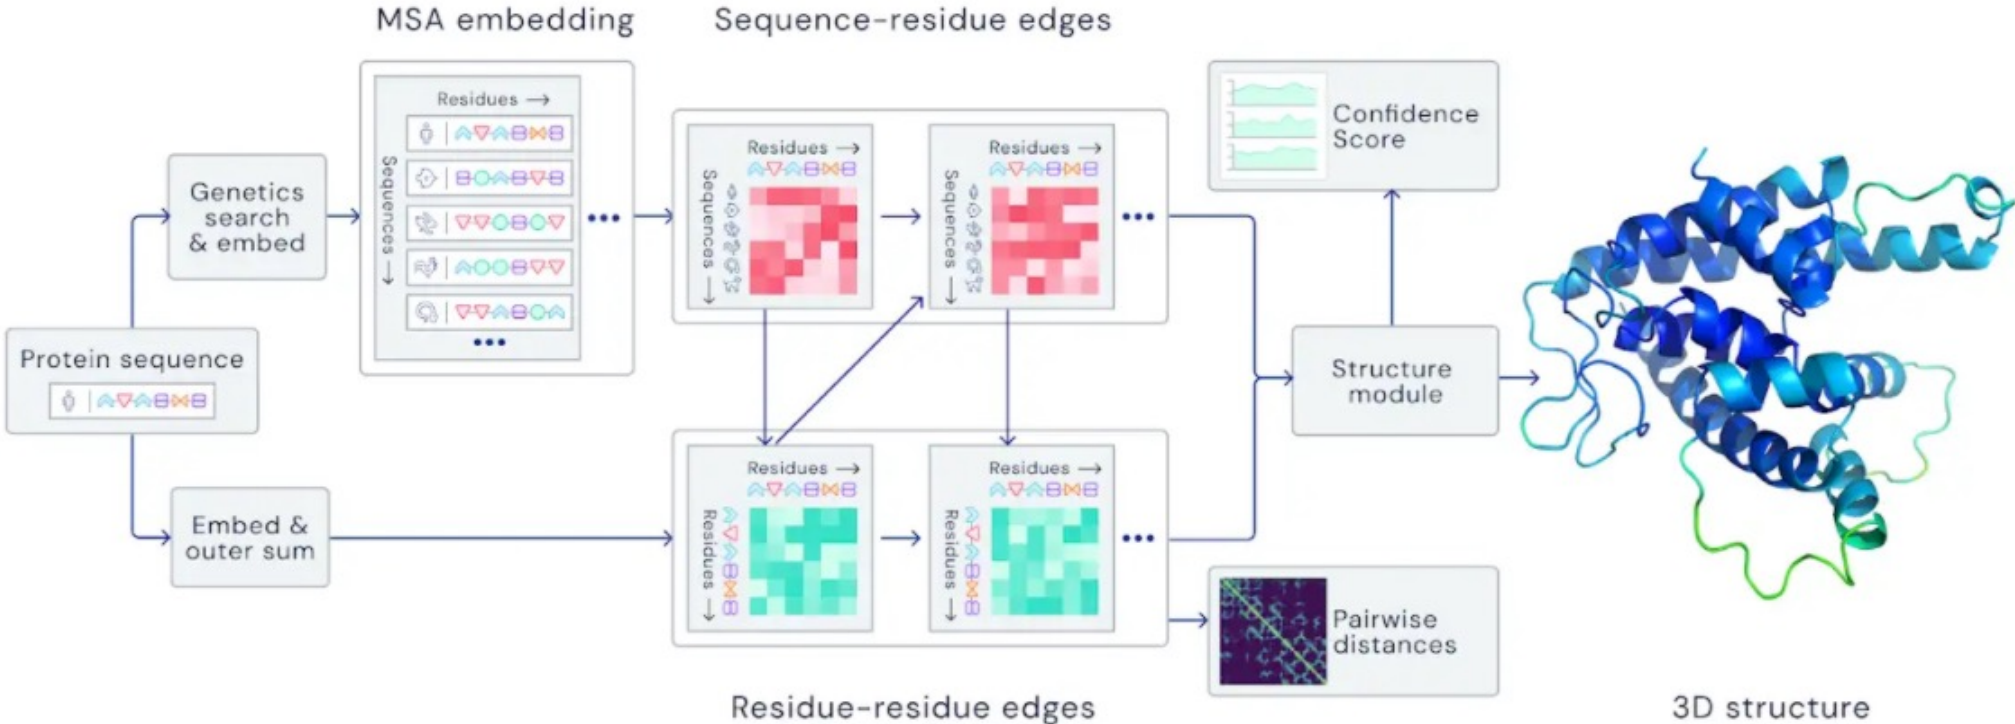 MSA embedding
Sequence-residue edges
Residues →
Sequences →
Genetics
search
& embed
Protein sequence
Embed &
outer sum
Residues →
Sequences →
Residues →
Sequences →
Residues →
Residues →
Residues →
Residues →
Confidence
Score
Structure
module
Pairwise
distances
Residue-residue edges
3D structure